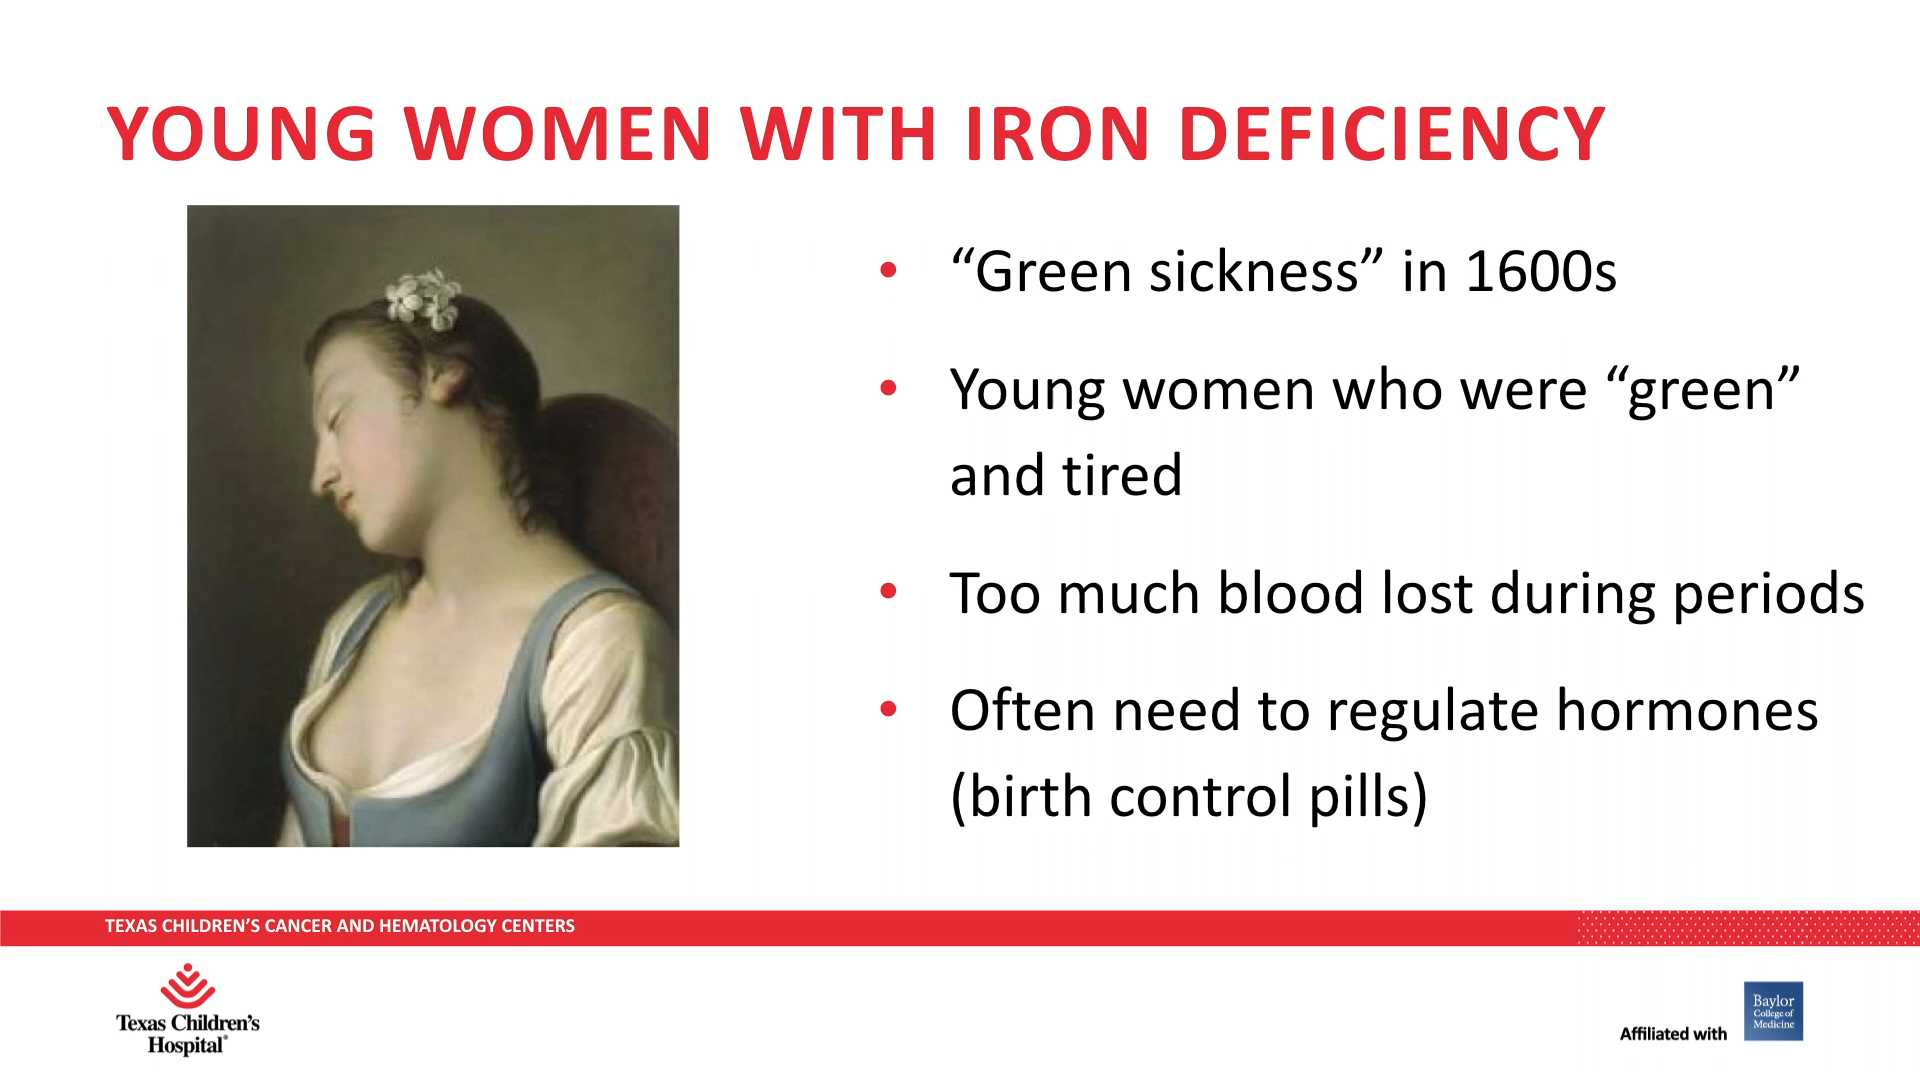 YOUNG WOMEN WITH IRON DEFICIENCY
• “Green sickness” in 1600s
• Young women who were “green”
and tired
• Too much blood lost during periods
• Often need to regulate hormones
(birth control pills)
TEXAS CHILDREN’S CANCER AND HEMATOLOGY CENTERS
Texas Children’s
Hospital®
Affiliated with
Baylor
College of
Medicine